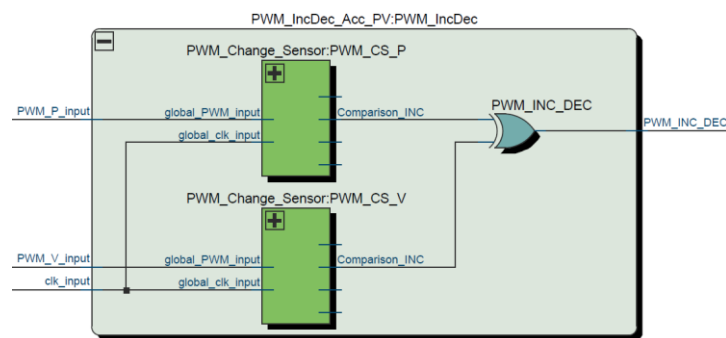 PWM_IncDec_Acc_PV:PWM_IncDec
PWM_Change_Sensor:PWM_CS_P
PWM_P_input
global_PWM_input
Comparison_INC
PWM_INC_DEC
PWM_INC_DEC
global_clk_input
PWM_Change_Sensor:PWM_CS_V
PWM_V_input
global_PWM_input
Comparison_INC
clk_input
global_clk_input